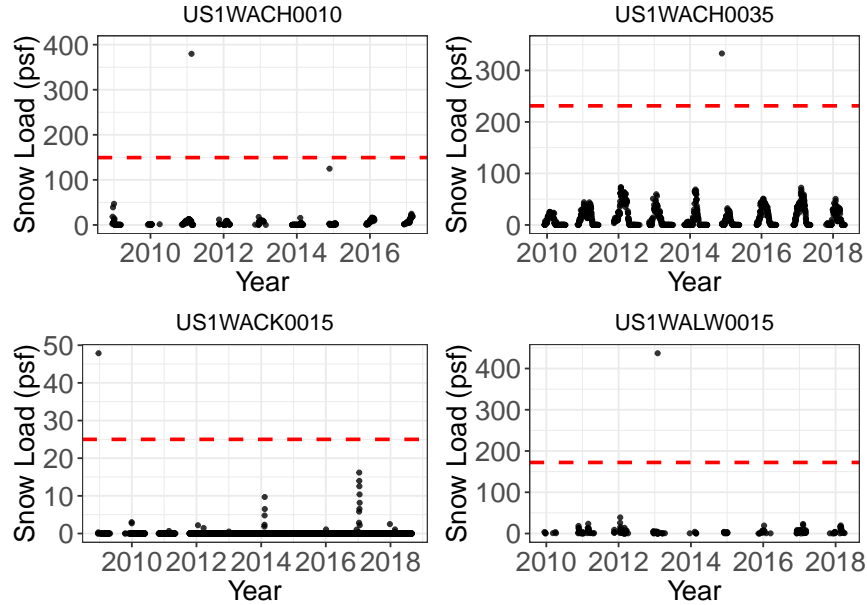 US1WACH0010
Snow Load (psf)
400
300
200
100
0
2010 2012 2014 2016
Year
US1WACH0035
Snow Load (psf)
300
200
100
0
2010 2012 2014 2016 2018
Year
US1WACK0015
Snow Load (psf)
50
40
30
20
10
0
2010 2012 2014 2016 2018
Year
US1WALW0015
Snow Load (psf)
400
300
200
100
0
2010 2012 2014 2016 2018
Year